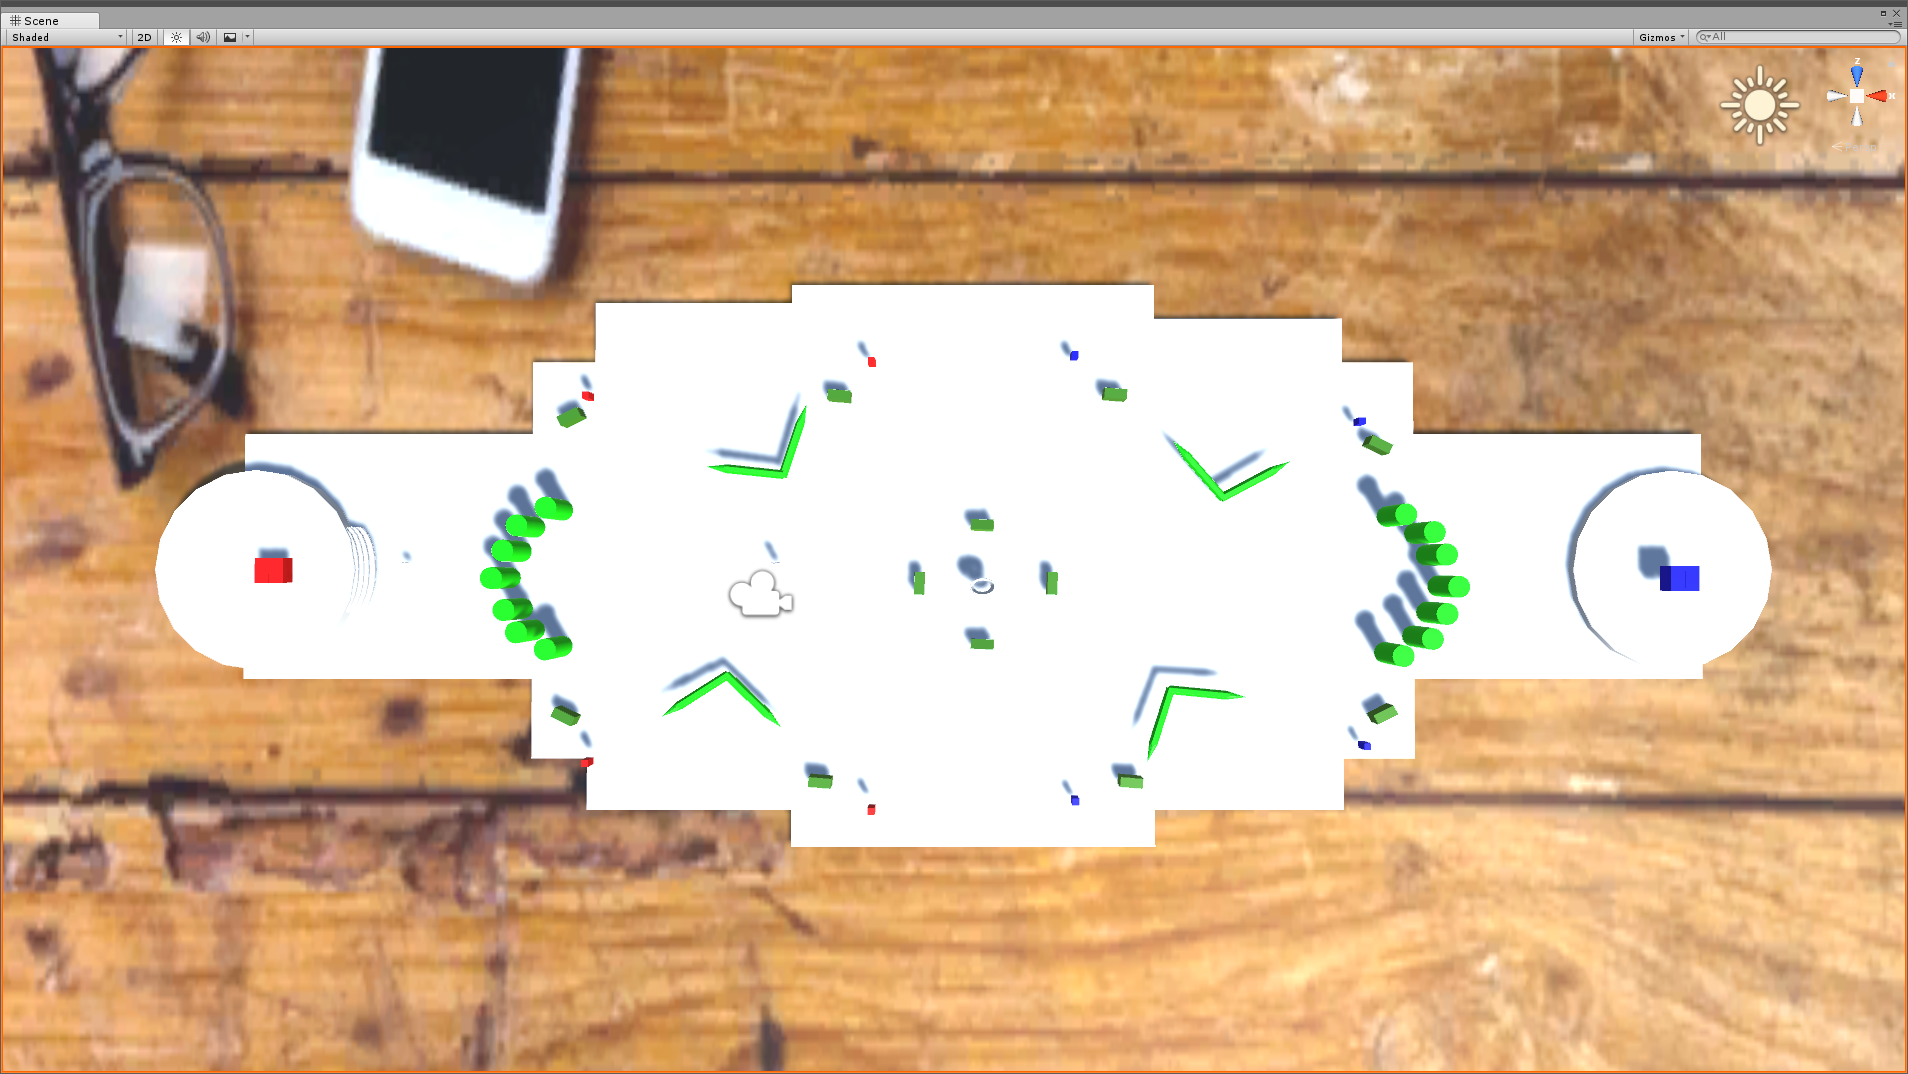 Scene
Shaded 2D Gizmos All
z
x